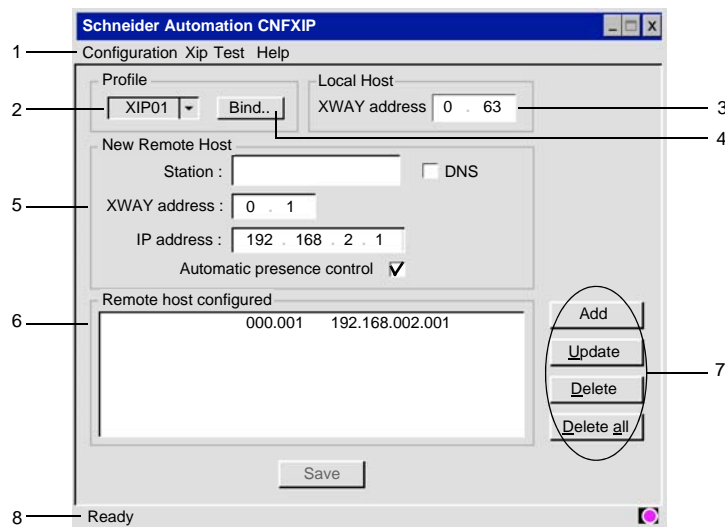 Schneider Automation CNFXIP
1 Configuration Xip Test Help
Profile Local Host
2 XIP01 Bind.. XWAY address 0 . 63 3
4
New Remote Host
Station : DNS
5 XWAY address : 0 . 1
IP address : 192 . 168 . 2 . 1
Automatic presence control
Remote host configured
6 000.001 192.168.002.001 Add
Update
7
Delete
Delete all
Save
8 Ready